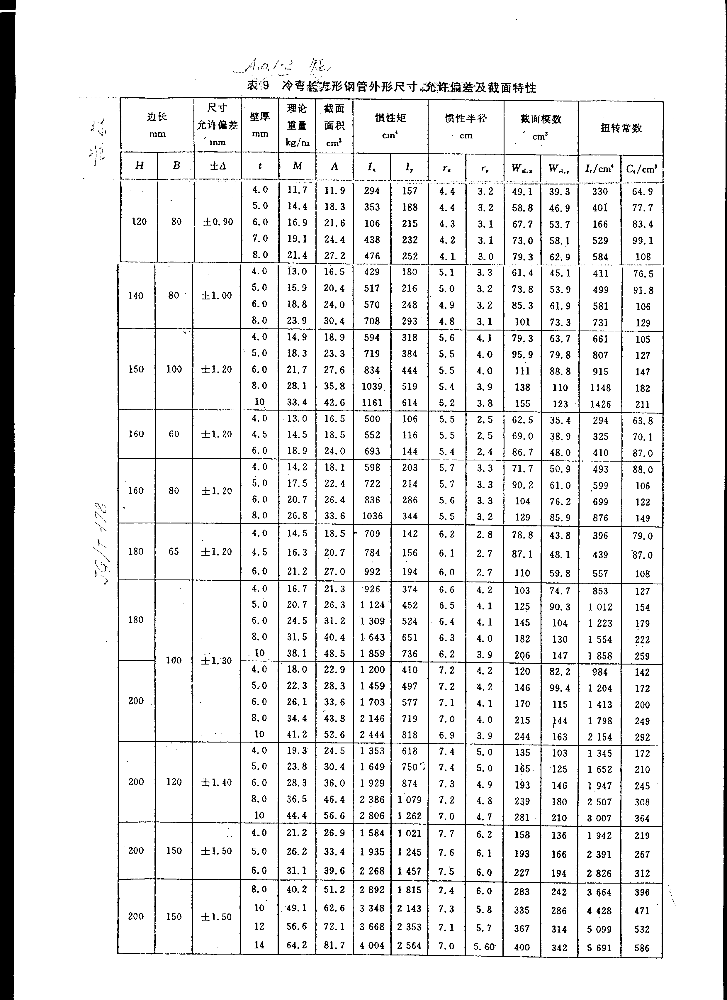 A.0.1-2 矩
表 9 冷弯长方形钢管外形尺寸、允许偏差及截面特性
边长 mm 尺寸允许偏差 mm 壁厚 mm 理论重量 kg/m 截面面积 cm² 惯性矩 cm⁴ 惯性半径 cm 截面模数 cm³ 扭转常数
H B ±Δ t M A Iₓ Iᵧ rₓ rᵧ Wel,x Wel,y Iₜ/cm⁴ Cₜ/cm³
4.0 11.7 11.9 294 157 4.4 3.2 49.1 39.3 330 64.9
5.0 14.4 18.3 353 188 4.4 3.2 58.8 46.9 401 77.7
120 80 ±0.90 6.0 16.9 21.6 106 215 4.3 3.1 67.7 53.7 166 83.4
7.0 19.1 24.4 438 232 4.2 3.1 73.0 58.1 529 99.1
8.0 21.4 27.2 476 252 4.1 3.0 79.3 62.9 584 108
4.0 13.0 16.5 429 180 5.1 3.3 61.4 45.1 411 76.5
5.0 15.9 20.4 517 216 5.0 3.2 73.8 53.9 499 91.8
140 80 ±1.00 6.0 18.8 24.0 570 248 4.9 3.2 85.3 61.9 581 106
8.0 23.9 30.4 708 293 4.8 3.1 101 73.3 731 129
4.0 14.9 18.9 594 318 5.6 4.1 79.3 63.7 661 105
5.0 18.3 23.3 719 384 5.5 4.0 95.9 79.8 807 127
150 100 ±1.20 6.0 21.7 27.6 834 444 5.5 4.0 111 88.8 915 147
8.0 28.1 35.8 1039 519 5.4 3.9 138 110 1148 182
10 33.4 42.6 1161 614 5.2 3.8 155 123 1426 211
4.0 13.0 16.5 500 106 5.5 2.5 62.5 35.4 294 63.8
160 60 ±1.20 4.5 14.5 18.5 552 116 5.5 2.5 69.0 38.9 325 70.1
6.0 18.9 24.0 693 144 5.4 2.4 86.7 48.0 410 87.0
4.0 14.2 18.1 598 203 5.7 3.3 71.7 50.9 493 88.0
5.0 17.5 22.4 722 214 5.7 3.3 90.2 61.0 599 106
160 80 ±1.20
6.0 20.7 26.4 836 286 5.6 3.3 104 76.2 699 122
8.0 26.8 33.6 1036 344 5.5 3.2 129 85.9 876 149
4.0 14.5 18.5 709 142 6.2 2.8 78.8 43.8 396 79.0
180 65 ±1.20 4.5 16.3 20.7 784 156 6.1 2.7 87.1 48.1 439 87.0
6.0 21.2 27.0 992 194 6.0 2.7 110 59.8 557 108
4.0 16.7 21.3 926 374 6.6 4.2 103 74.7 853 127
5.0 20.7 26.3 1 124 452 6.5 4.1 125 90.3 1 012 154
180 6.0 24.5 31.2 1 309 524 6.4 4.1 145 104 1 223 179
8.0 31.5 40.4 1 643 651 6.3 4.0 182 130 1 554 222
10 38.1 48.5 1 859 736 6.2 3.9 206 147 1 858 259
100 ±1.30
4.0 18.0 22.9 1 200 410 7.2 4.2 120 82.2 984 142
5.0 22.3 28.3 1 459 497 7.2 4.2 146 99.4 1 204 172
200 6.0 26.1 33.6 1 703 577 7.1 4.1 170 115 1 413 200
8.0 34.4 43.8 2 146 719 7.0 4.0 215 144 1 798 249
10 41.2 52.6 2 444 818 6.9 3.9 244 163 2 154 292
4.0 19.3 24.5 1 353 618 7.4 5.0 135 103 1 345 172
5.0 23.8 30.4 1 649 750 7.4 5.0 165 125 1 652 210
200 120 ±1.40 6.0 28.3 36.0 1 929 874 7.3 4.9 193 146 1 947 245
8.0 36.5 46.4 2 386 1 079 7.2 4.8 239 180 2 507 308
10 44.4 56.6 2 806 1 262 7.0 4.7 281 210 3 007 364
4.0 21.2 26.9 1 584 1 021 7.7 6.2 158 136 1 942 219
200 150 ±1.50 5.0 26.2 33.4 1 935 1 245 7.6 6.1 193 166 2 391 267
6.0 31.1 39.6 2 268 1 457 7.5 6.0 227 194 2 826 312
8.0 40.2 51.2 2 892 1 815 7.4 6.0 283 242 3 664 396
10 49.1 62.6 3 348 2 143 7.3 5.8 335 286 4 428 471
200 150 ±1.50
12 56.6 72.1 3 668 2 353 7.1 5.7 367 314 5 099 532
14 64.2 81.7 4 004 2 564 7.0 5.60 400 342 5 691 586
JG/T 178